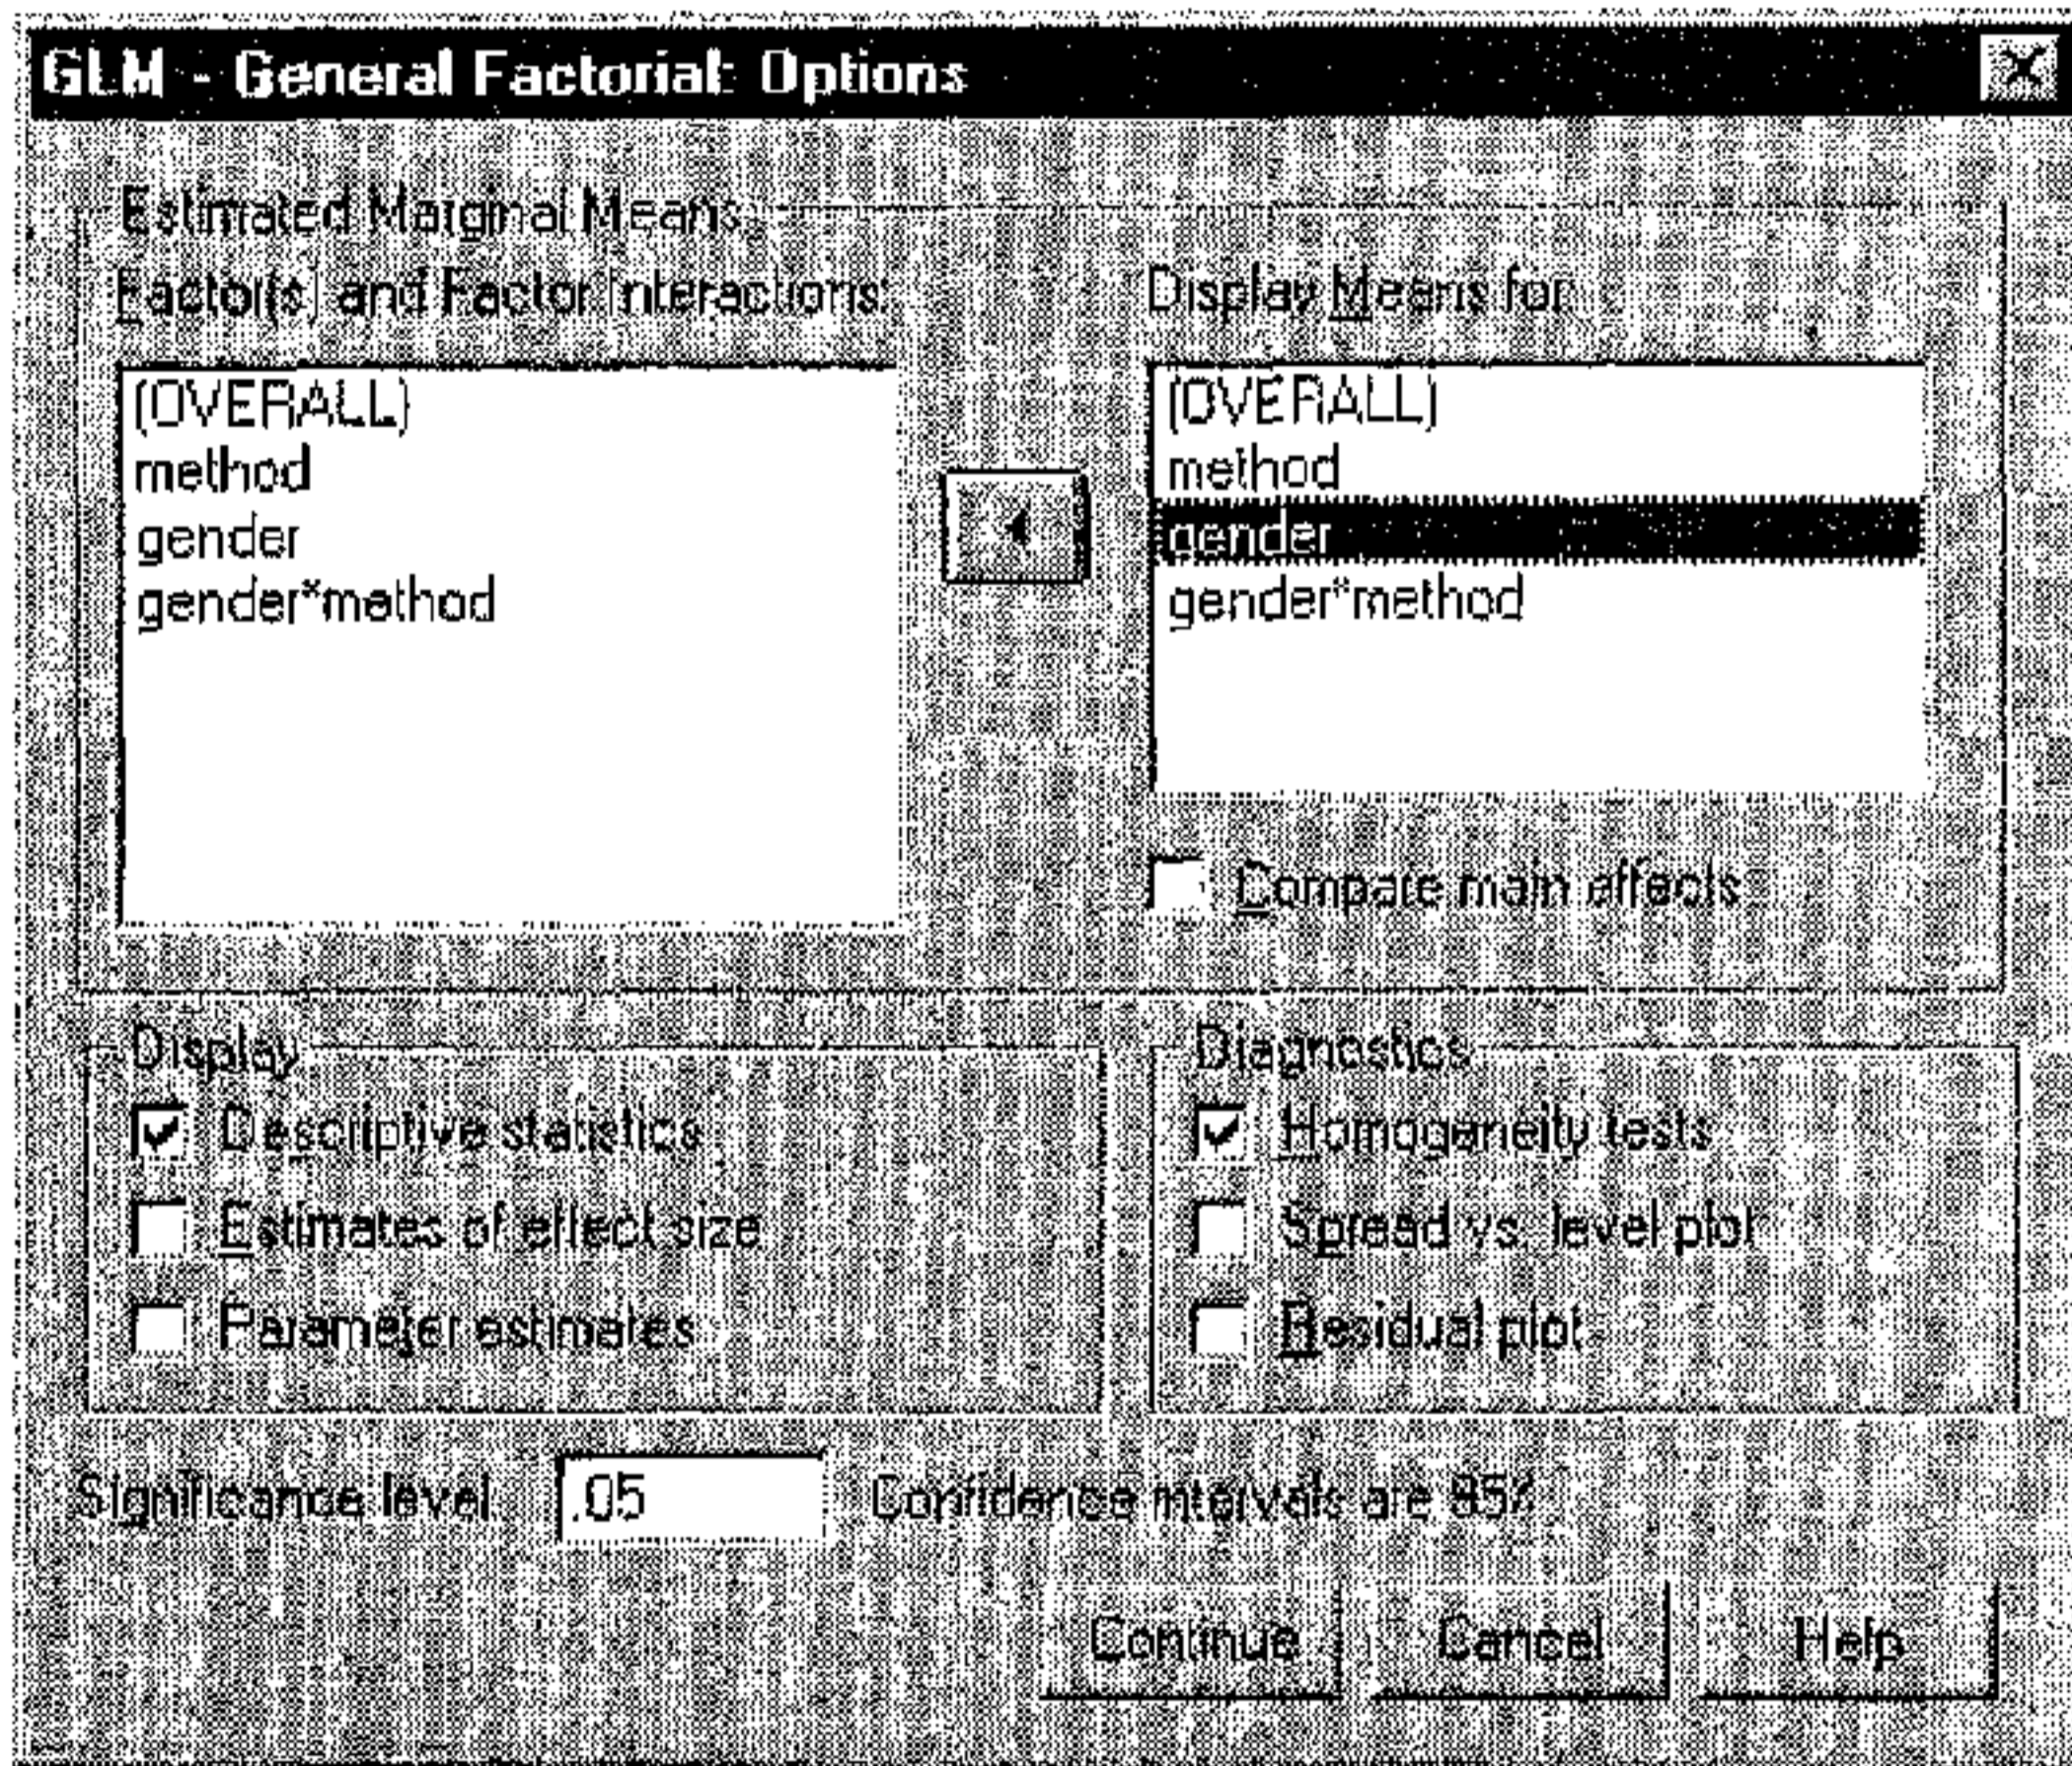 GLM - General Factorial: Options
Estimated Marginal Means
Factor(s) and Factor Interactions:
(OVERALL)
method
gender
gender*method
Display Means for:
(OVERALL)
method
gender
gender*method
Compare main effects
Display
Descriptive statistics
Estimates of effect size
Parameter estimates
Diagnostics
Homogeneity tests
Spread vs. level plot
Residual plot
Significance level: .05 Confidence intervals are 95%
Continue Cancel Help